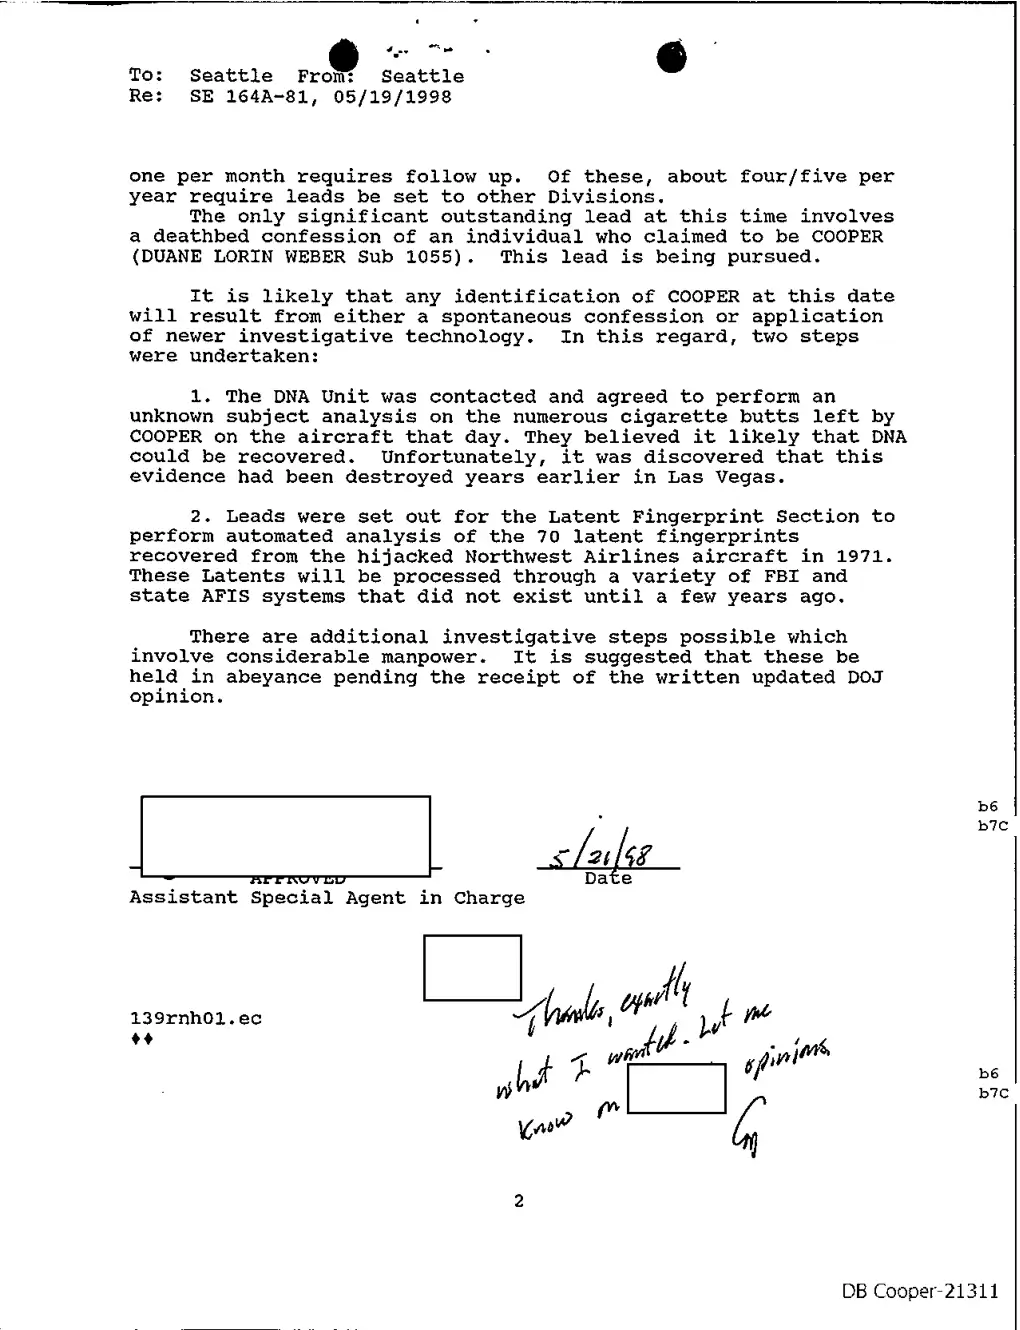 To: Seattle From: Seattle
Re: SE 164A-81, 05/19/1998
one per month requires follow up. Of these, about four/five per
year require leads be set to other Divisions.
The only significant outstanding lead at this time involves
a deathbed confession of an individual who claimed to be COOPER
(DUANE LORIN WEBER Sub 1055). This lead is being pursued.
It is likely that any identification of COOPER at this date
will result from either a spontaneous confession or application
of newer investigative technology. In this regard, two steps
were undertaken:
1. The DNA Unit was contacted and agreed to perform an
unknown subject analysis on the numerous cigarette butts left by
COOPER on the aircraft that day. They believed it likely that DNA
could be recovered. Unfortunately, it was discovered that this
evidence had been destroyed years earlier in Las Vegas.
2. Leads were set out for the Latent Fingerprint Section to
perform automated analysis of the 70 latent fingerprints
recovered from the hijacked Northwest Airlines aircraft in 1971.
These Latents will be processed through a variety of FBI and
state AFIS systems that did not exist until a few years ago.
There are additional investigative steps possible which
involve considerable manpower. It is suggested that these be
held in abeyance pending the receipt of the written updated DOJ
opinion.
b6
b7C
5/21/98
APPROVED Date
Assistant Special Agent in Charge
139rnh01.ec
Thanks, exactly
what I wanted. Let me
know on opinions
b6
b7C
2
DB Cooper-21311